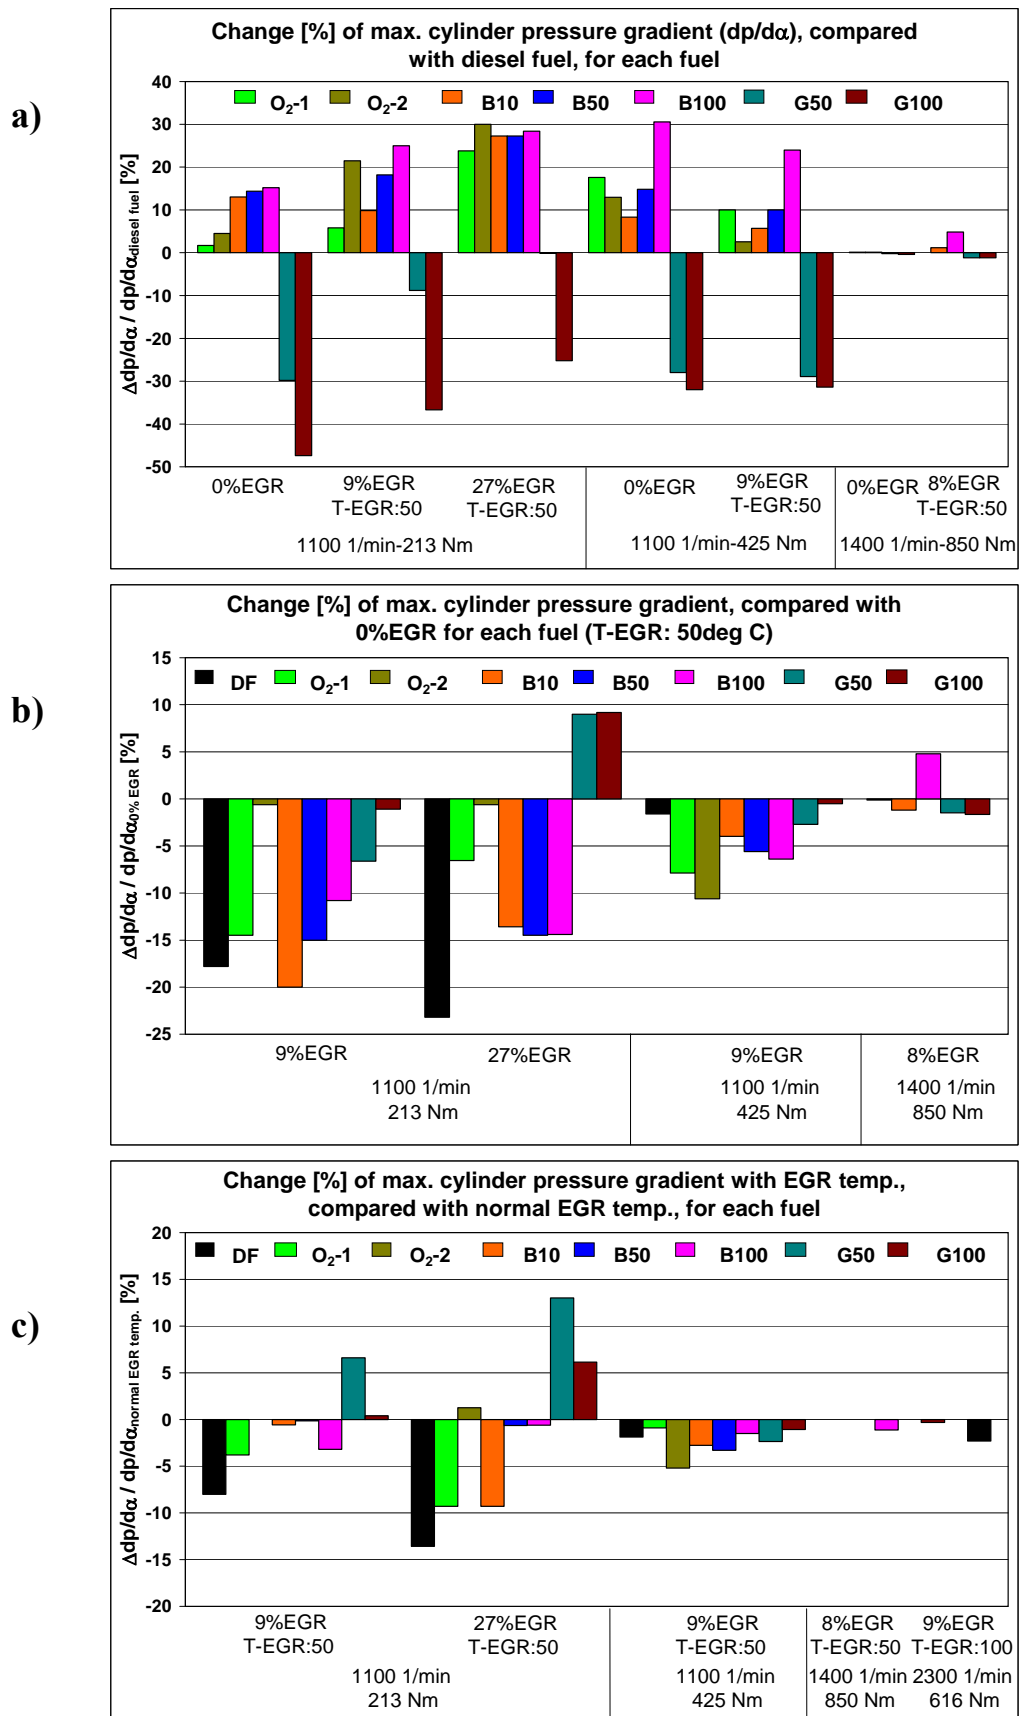 a)
Change [%] of max. cylinder pressure gradient (dp/dα), compared
with diesel fuel, for each fuel
Δdp/dα / dp/dαdiesel fuel [%]
40
30
20
10
0
-10
-20
-30
-40
-50
O2-1 O2-2 B10 B50 B100 G50 G100
0%EGR 9%EGR 27%EGR 0%EGR 9%EGR 0%EGR 8%EGR
T-EGR:50 T-EGR:50 T-EGR:50 T-EGR:50
1100 1/min-213 Nm 1100 1/min-425 Nm 1400 1/min-850 Nm
b)
Change [%] of max. cylinder pressure gradient, compared with
0%EGR for each fuel (T-EGR: 50deg C)
Δdp/dα / dp/dα0% EGR [%]
15
10
5
0
-5
-10
-15
-20
-25
DF O2-1 O2-2 B10 B50 B100 G50 G100
9%EGR 27%EGR 9%EGR 8%EGR
1100 1/min 1100 1/min 1400 1/min
213 Nm 425 Nm 850 Nm
c)
Change [%] of max. cylinder pressure gradient with EGR temp.,
compared with normal EGR temp., for each fuel
Δdp/dα / dp/dαnormal EGR temp. [%]
20
15
10
5
0
-5
-10
-15
-20
DF O2-1 O2-2 B10 B50 B100 G50 G100
9%EGR 27%EGR 9%EGR 8%EGR 9%EGR
T-EGR:50 T-EGR:50 T-EGR:50 T-EGR:50 T-EGR:100
1100 1/min 1100 1/min 1400 1/min 2300 1/min
213 Nm 425 Nm 850 Nm 616 Nm